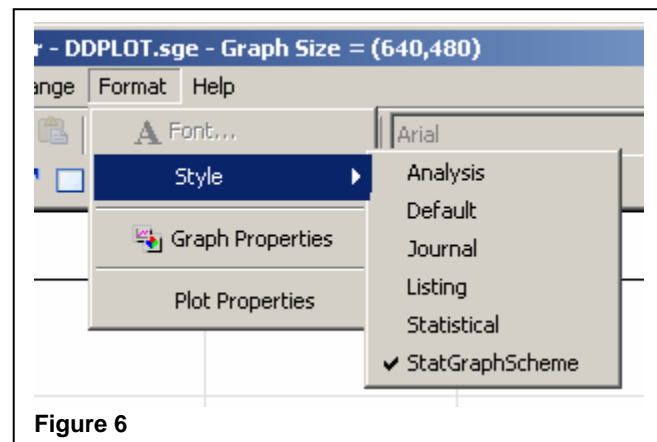 r - DDPLOT.sge - Graph Size = (640,480)
ange Format Help
A Font... Arial
Style
Analysis
Default
Graph Properties
Journal
Listing
Plot Properties
Statistical
StatGraphScheme
Figure 6